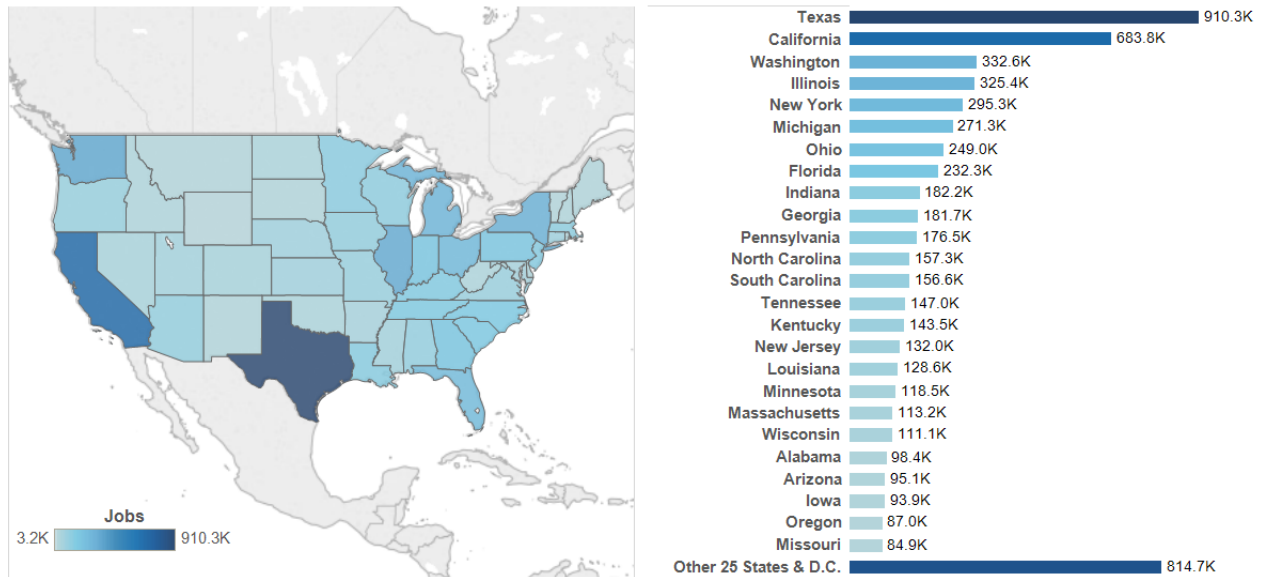 Jobs
3.2K 910.3K
Texas 910.3K
California 683.8K
Washington 332.6K
Illinois 325.4K
New York 295.3K
Michigan 271.3K
Ohio 249.0K
Florida 232.3K
Indiana 182.2K
Georgia 181.7K
Pennsylvania 176.5K
North Carolina 157.3K
South Carolina 156.6K
Tennessee 147.0K
Kentucky 143.5K
New Jersey 132.0K
Louisiana 128.6K
Minnesota 118.5K
Massachusetts 113.2K
Wisconsin 111.1K
Alabama 98.4K
Arizona 95.1K
Iowa 93.9K
Oregon 87.0K
Missouri 84.9K
Other 25 States & D.C. 814.7K